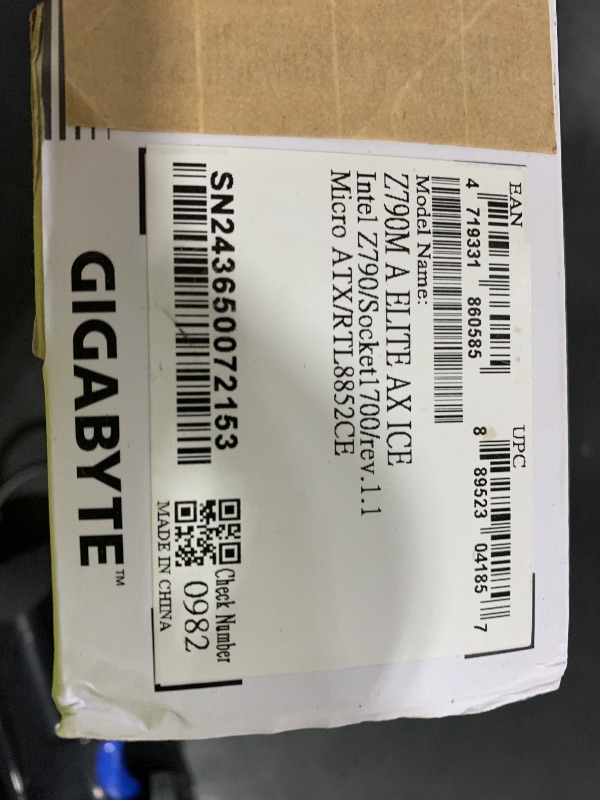 EAN
4 719331 860585
UPC
8 89523 04185 7
Model Name:
Z790M A ELITE AX ICE
Intel Z790/Socket1700/rev.1.1
Micro ATX/RTL8852CE
SN243650072153
Check Number
0982
MADE IN CHINA
GIGABYTE™